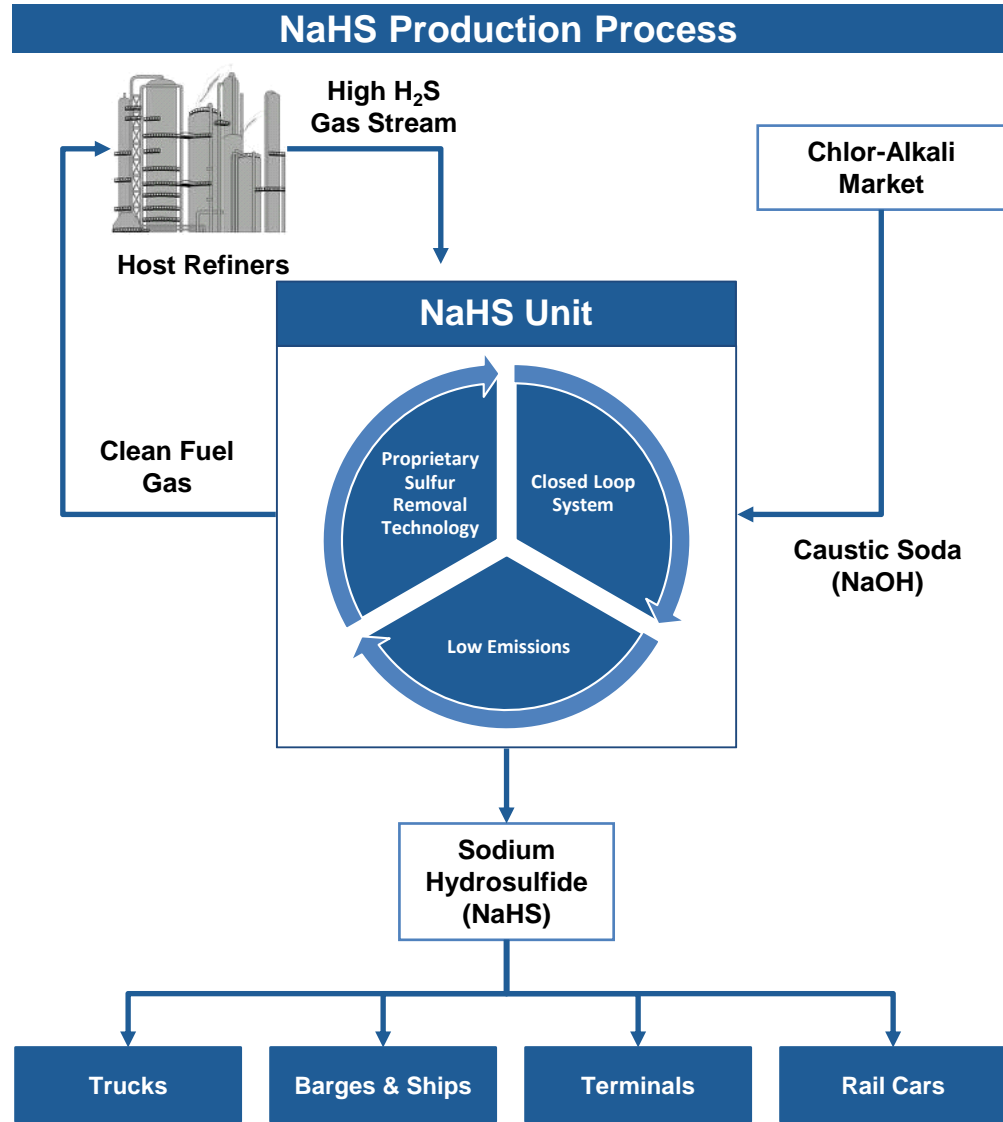 NaHS Production Process
High H₂S
Gas Stream
Chlor-Alkali
Market
Host Refiners
NaHS Unit
Clean Fuel
Gas
Proprietary
Sulfur
Removal
Technology
Closed Loop
System
Low Emissions
Caustic Soda
(NaOH)
Sodium
Hydrosulfide
(NaHS)
Trucks
Barges & Ships
Terminals
Rail Cars